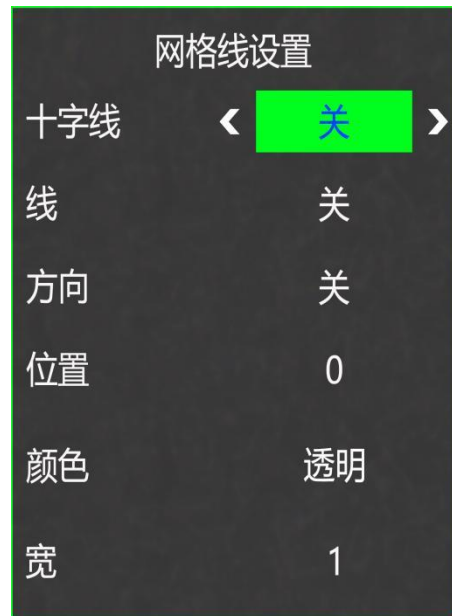 网格线设置
十字线 关
线 关
方向 关
位置 0
颜色 透明
宽 1